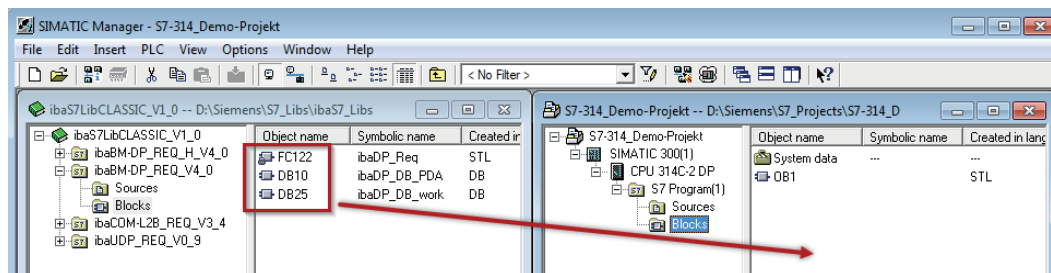 SIMATIC Manager - S7-314_Demo-Projekt
File Edit Insert PLC View Options Window Help
< No Filter >
ibaS7LibCLASSIC_V1_0 -- D:\Siemens\S7_Libs\ibaS7_Libs
ibaS7LibCLASSIC_V1_0
ibaBM-DP_REQ_H_V4_0
ibaBM-DP_REQ_V4_0
Sources
Blocks
ibaCOM-L2B_REQ_V3_4
ibaUDP_REQ_V0_9
Object name Symbolic name Created in
FC122 ibaDP_Req STL
DB10 ibaDP_DB_PDA DB
DB25 ibaDP_DB_work DB
S7-314_Demo-Projekt -- D:\Siemens\S7_Projects\S7-314_D
S7-314_Demo-Projekt
SIMATIC 300(1)
CPU 314C-2 DP
S7 Program(1)
Sources
Blocks
Object name Symbolic name Created in lang
System data --- ---
OB1 STL